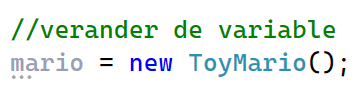 //verander de variable
mario = new ToyMario();